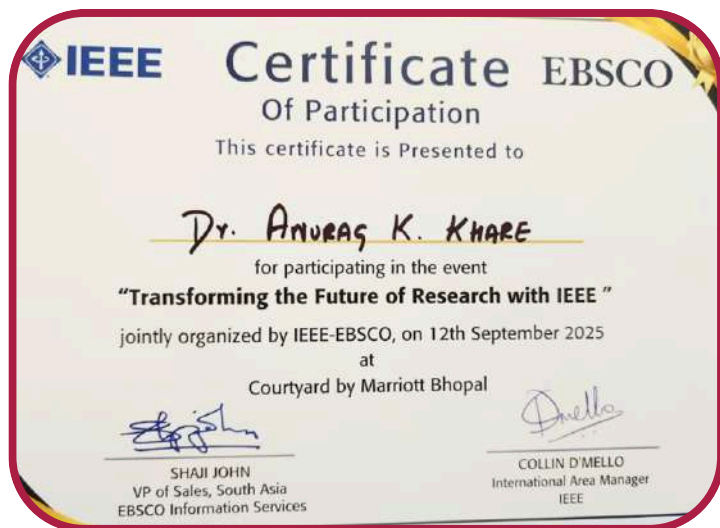 IEEE Certificate EBSCO
Of Participation
This certificate is Presented to
Dr. ANURAG K. KHARE
for participating in the event
“Transforming the Future of Research with IEEE ”
jointly organized by IEEE-EBSCO, on 12th September 2025
at
Courtyard by Marriott Bhopal
Dmello
SHAJI JOHN
VP of Sales, South Asia
EBSCO Information Services
COLLIN D'MELLO
International Area Manager
IEEE